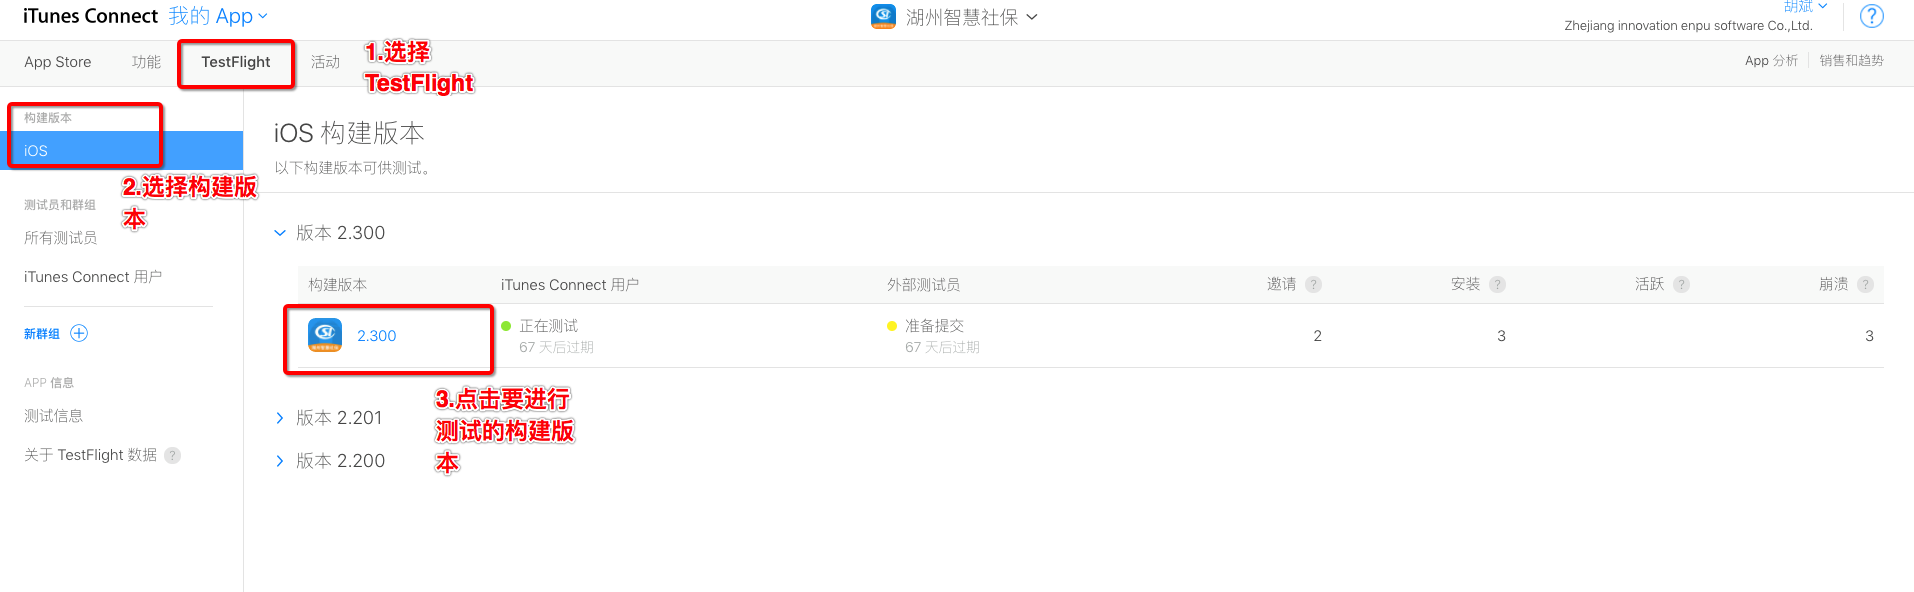 iTunes Connect 我的 App
湖州智慧社保
胡斌
Zhejiang innovation enpu software Co.,Ltd.
?
App Store 功能 TestFlight 活动
1.选择
TestFlight
App 分析 销售和趋势
构建版本
iOS
2.选择构建版
本
测试员和群组
所有测试员
iTunes Connect 用户
新群组
APP 信息
测试信息
关于 TestFlight 数据 ?
iOS 构建版本
以下构建版本可供测试。
版本 2.300
构建版本 iTunes Connect 用户 外部测试员 邀请 ? 安装 ? 活跃 ? 崩溃 ?
2.300 正在测试 准备提交 2 3 3
67 天后过期 67 天后过期
3.点击要进行
测试的构建版
本
版本 2.201
版本 2.200